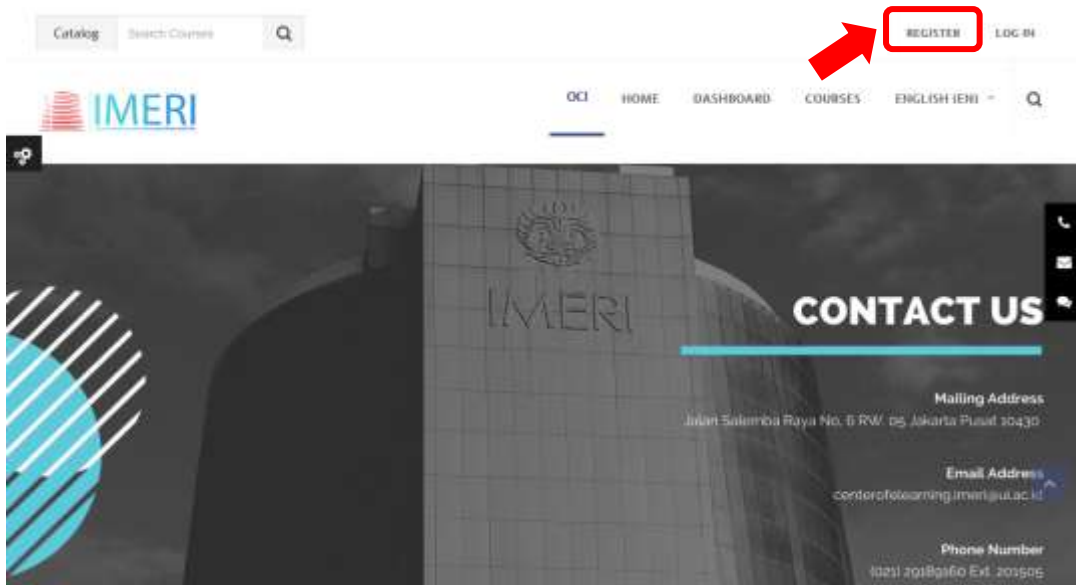 Catalog Search Courses
REGISTER LOG IN
IMERI
OCI HOME DASHBOARD COURSES ENGLISH (EN)
IMERI
CONTACT US
Mailing Address
Jalan Salemba Raya No. 6 RW. 05 Jakarta Pusat 10430
Email Address
centerofelearning.imeri@ui.ac.id
Phone Number
(021) 29189160 Ext. 201505